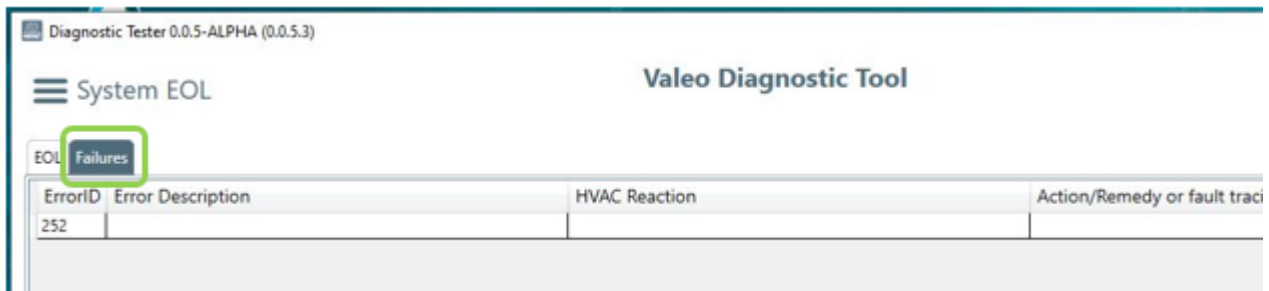 Diagnostic Tester 0.0.5-ALPHA (0.0.5.3)
System EOL
Valeo Diagnostic Tool
EOL Failures
ErrorID Error Description HVAC Reaction Action/Remedy or fault traci
252